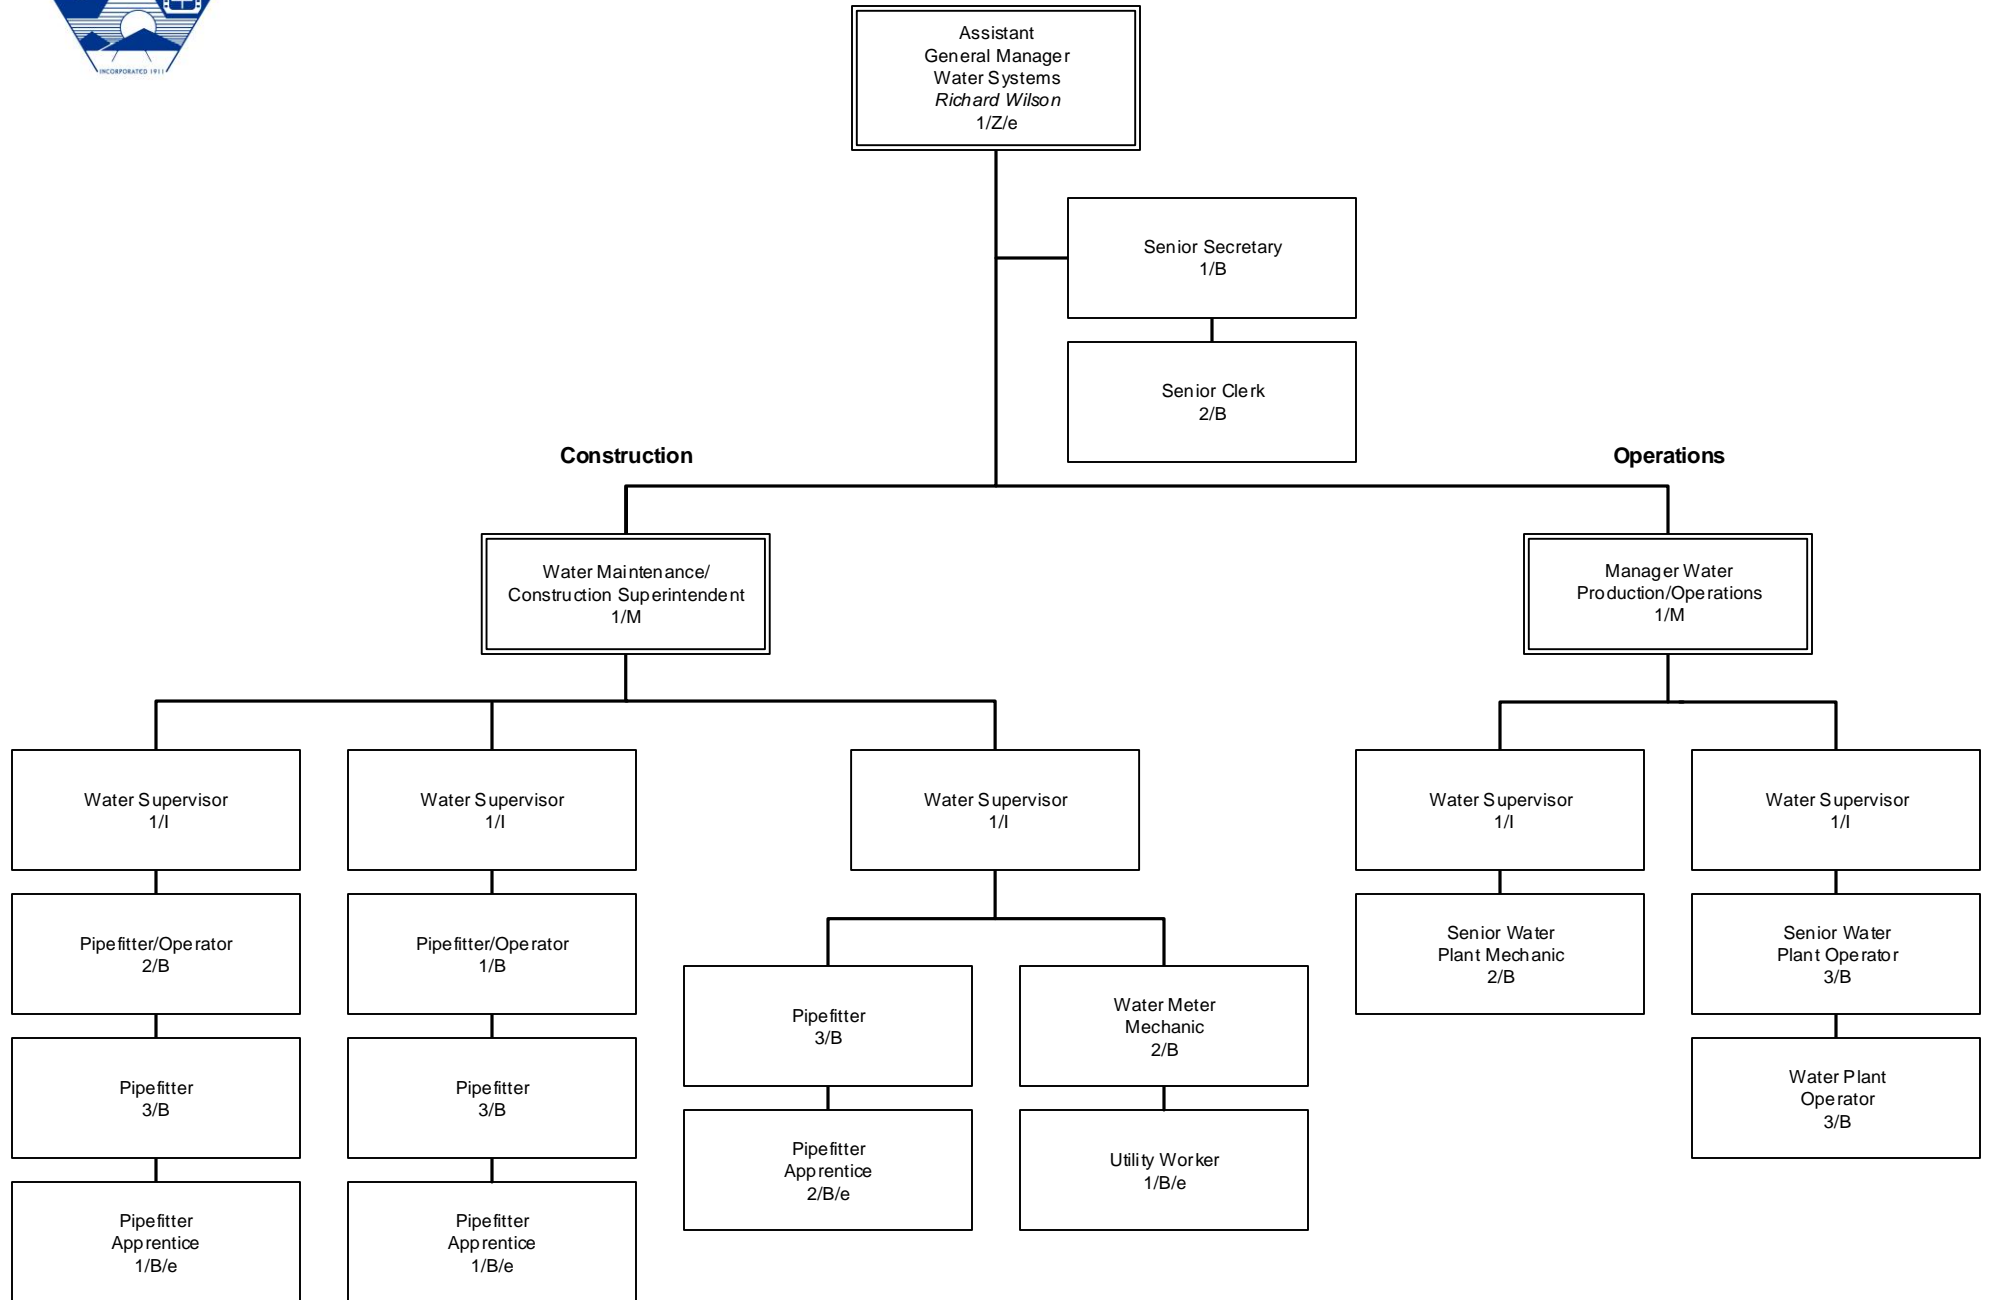 INCORPORATED 1911
Assistant
General Manager
Water Systems
Richard Wilson
1/Z/e
Senior Secretary
1/B
Senior Clerk
2/B
Construction
Operations
Water Maintenance/
Construction Superintendent
1/M
Manager Water
Production/Operations
1/M
Water Supervisor
1/I
Water Supervisor
1/I
Water Supervisor
1/I
Water Supervisor
1/I
Water Supervisor
1/I
Pipefitter/Operator
2/B
Pipefitter/Operator
1/B
Senior Water
Plant Mechanic
2/B
Senior Water
Plant Operator
3/B
Pipefitter
3/B
Water Meter
Mechanic
2/B
Pipefitter
3/B
Pipefitter
3/B
Water Plant
Operator
3/B
Pipefitter
Apprentice
2/B/e
Utility Worker
1/B/e
Pipefitter
Apprentice
1/B/e
Pipefitter
Apprentice
1/B/e